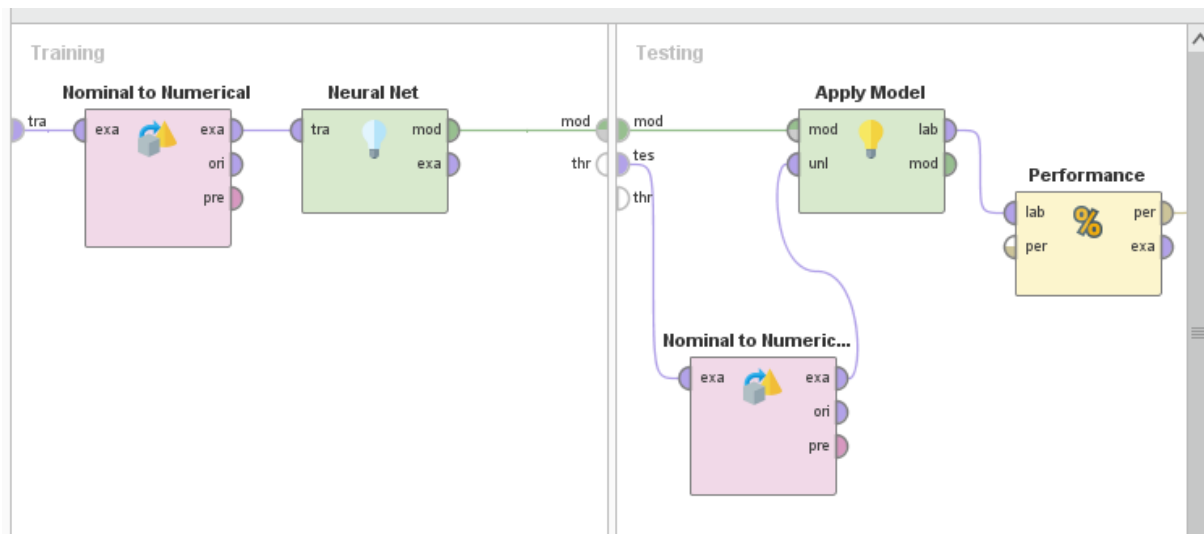 Training
Nominal to Numerical
Neural Net
tra
exa
exa
ori
pre
tra
mod
exa
mod
thr
Testing
mod
tes
thr
Apply Model
mod
lab
unl
mod
Performance
lab
per
%
per
exa
Nominal to Numeric...
exa
exa
ori
pre